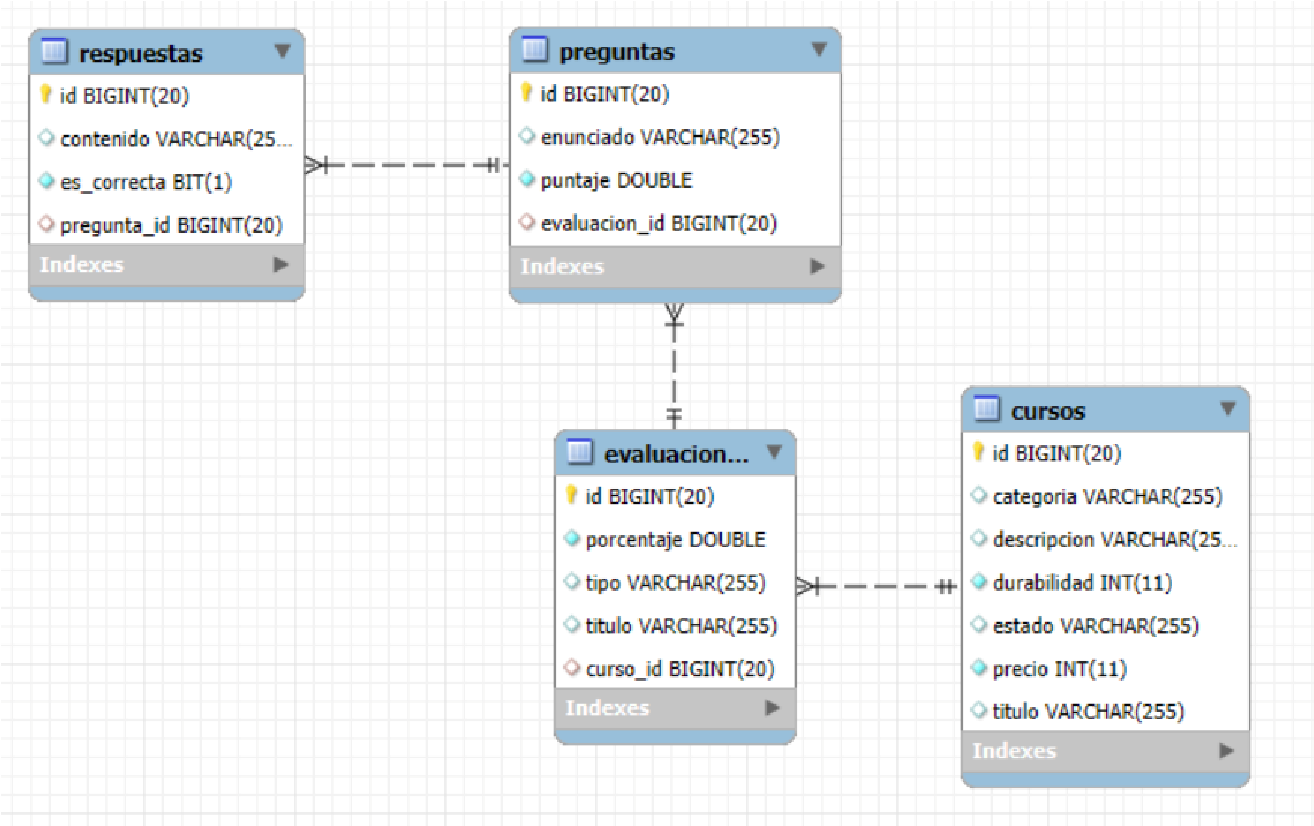 respuestas
id BIGINT(20)
contenido VARCHAR(25...
es_correcta BIT(1)
pregunta_id BIGINT(20)
Indexes
preguntas
id BIGINT(20)
enunciado VARCHAR(255)
puntaje DOUBLE
evaluacion_id BIGINT(20)
Indexes
evaluacion...
id BIGINT(20)
porcentaje DOUBLE
tipo VARCHAR(255)
titulo VARCHAR(255)
curso_id BIGINT(20)
Indexes
cursos
id BIGINT(20)
categoria VARCHAR(255)
descripcion VARCHAR(25...
durabilidad INT(11)
estado VARCHAR(255)
precio INT(11)
titulo VARCHAR(255)
Indexes